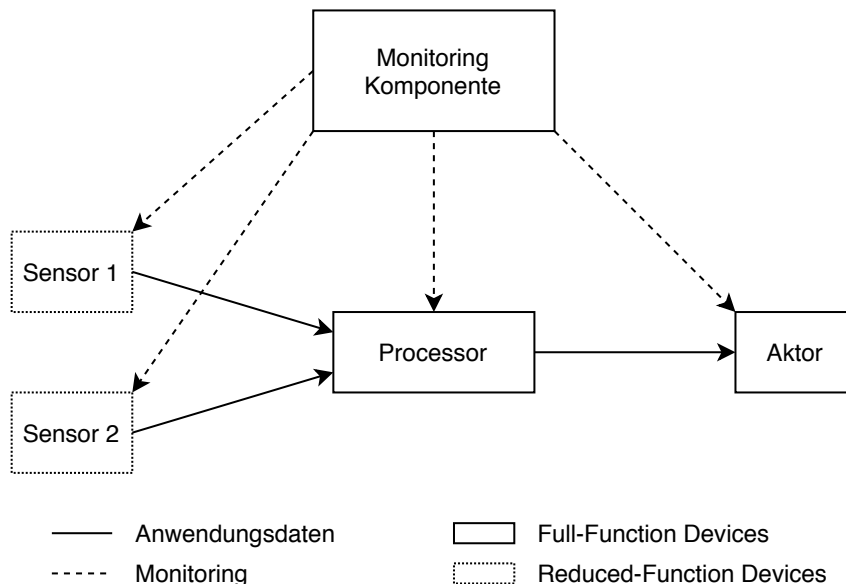 Monitoring
Komponente
Sensor 1
Processor
Aktor
Sensor 2
Anwendungsdaten
Full-Function Devices
Monitoring
Reduced-Function Devices